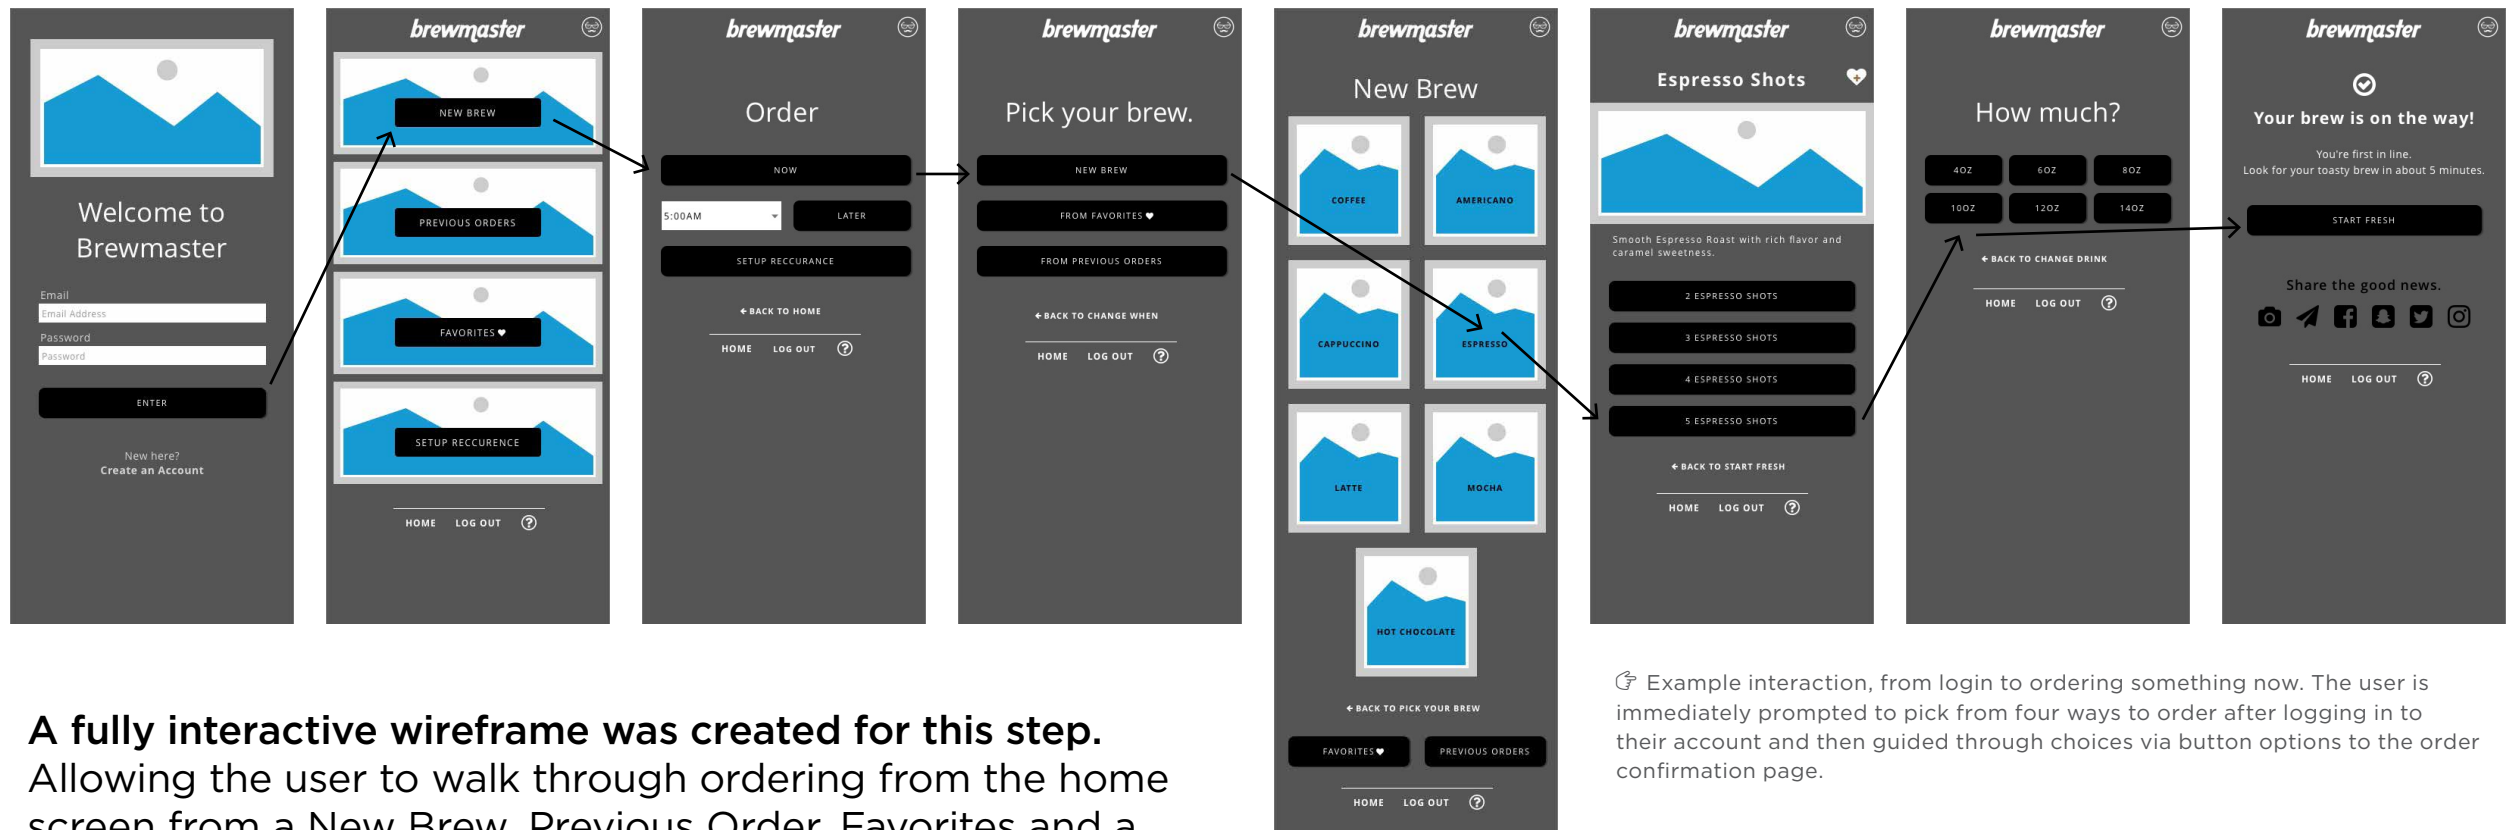 Welcome to
Brewmaster
Email
Email Address
Password
Password
ENTER
New here?
Create an Account
brewmaster
NEW BREW
PREVIOUS ORDERS
FAVORITES ♥
SETUP RECCURENCE
HOME LOG OUT ?
brewmaster
Order
NOW
5:00AM LATER
SETUP RECCURANCE
← BACK TO HOME
HOME LOG OUT ?
brewmaster
Pick your brew.
NEW BREW
FROM FAVORITES ♥
FROM PREVIOUS ORDERS
← BACK TO CHANGE WHEN
HOME LOG OUT ?
brewmaster
New Brew
COFFEE AMERICANO
CAPPUCCINO ESPRESSO
LATTE MOCHA
HOT CHOCOLATE
← BACK TO PICK YOUR BREW
FAVORITES ♥ PREVIOUS ORDERS
HOME LOG OUT ?
brewmaster
Espresso Shots
Smooth Espresso Roast with rich flavor and
caramel sweetness.
2 ESPRESSO SHOTS
3 ESPRESSO SHOTS
4 ESPRESSO SHOTS
5 ESPRESSO SHOTS
← BACK TO START FRESH
HOME LOG OUT ?
brewmaster
How much?
4OZ 6OZ 8OZ
10OZ 12OZ 14OZ
← BACK TO CHANGE DRINK
HOME LOG OUT ?
brewmaster
Your brew is on the way!
You're first in line.
Look for your toasty brew in about 5 minutes.
START FRESH
Share the good news.
HOME LOG OUT ?
A fully interactive wireframe was created for this step.
Allowing the user to walk through ordering from the home
screen from a New Brew, Previous Order, Favorites and a
Example interaction, from login to ordering something now. The user is
immediately prompted to pick from four ways to order after logging in to
their account and then guided through choices via button options to the order
confirmation page.